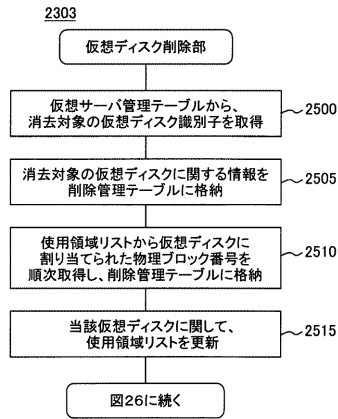 2303
仮想ディスク削除部
仮想サーバ管理テーブルから、
消去対象の仮想ディスク識別子を取得
2500
消去対象の仮想ディスクに関する情報を
削除管理テーブルに格納
2505
使用領域リストから仮想ディスクに
割り当てられた物理ブロック番号を
順次取得し、削除管理テーブルに格納
2510
当該仮想ディスクに関して、
使用領域リストを更新
2515
図26に続く